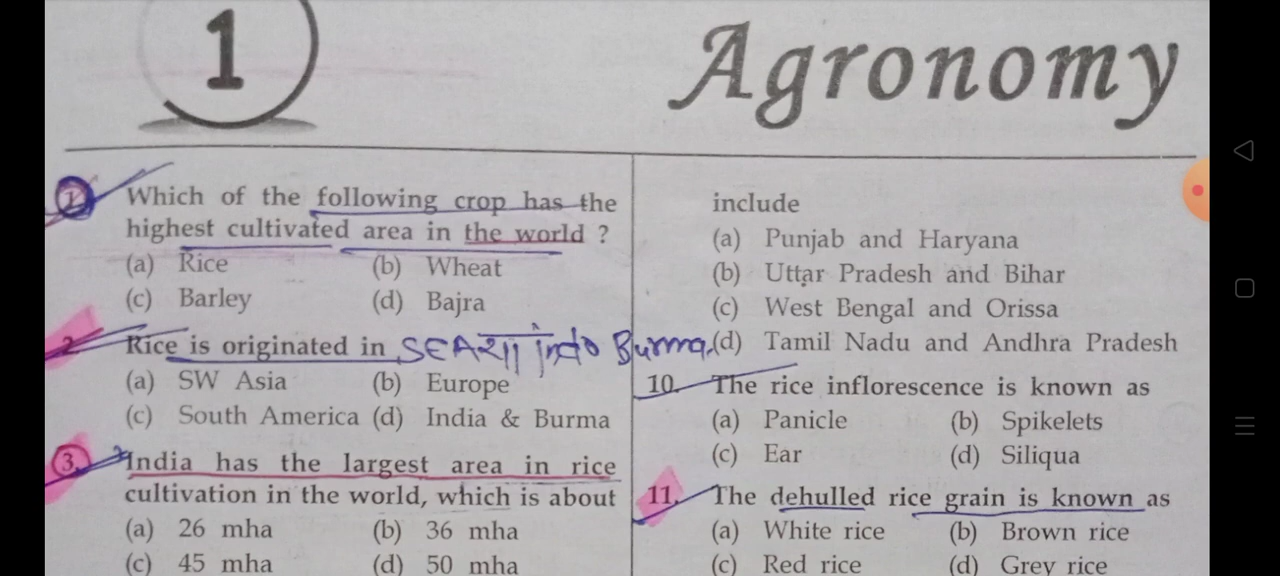 1
Agronomy
1. Which of the following crop has the
highest cultivated area in the world ?
(a) Rice (b) Wheat
(c) Barley (d) Bajra
2. Rice is originated in Indo Burma.
(a) SW Asia (b) Europe
(c) South America (d) India & Burma
3. India has the largest area in rice
cultivation in the world, which is about
(a) 26 mha (b) 36 mha
(c) 45 mha (d) 50 mha
include
(a) Punjab and Haryana
(b) Uttar Pradesh and Bihar
(c) West Bengal and Orissa
(d) Tamil Nadu and Andhra Pradesh
10. The rice inflorescence is known as
(a) Panicle (b) Spikelets
(c) Ear (d) Siliqua
11. The dehulled rice grain is known as
(a) White rice (b) Brown rice
(c) Red rice (d) Grey rice